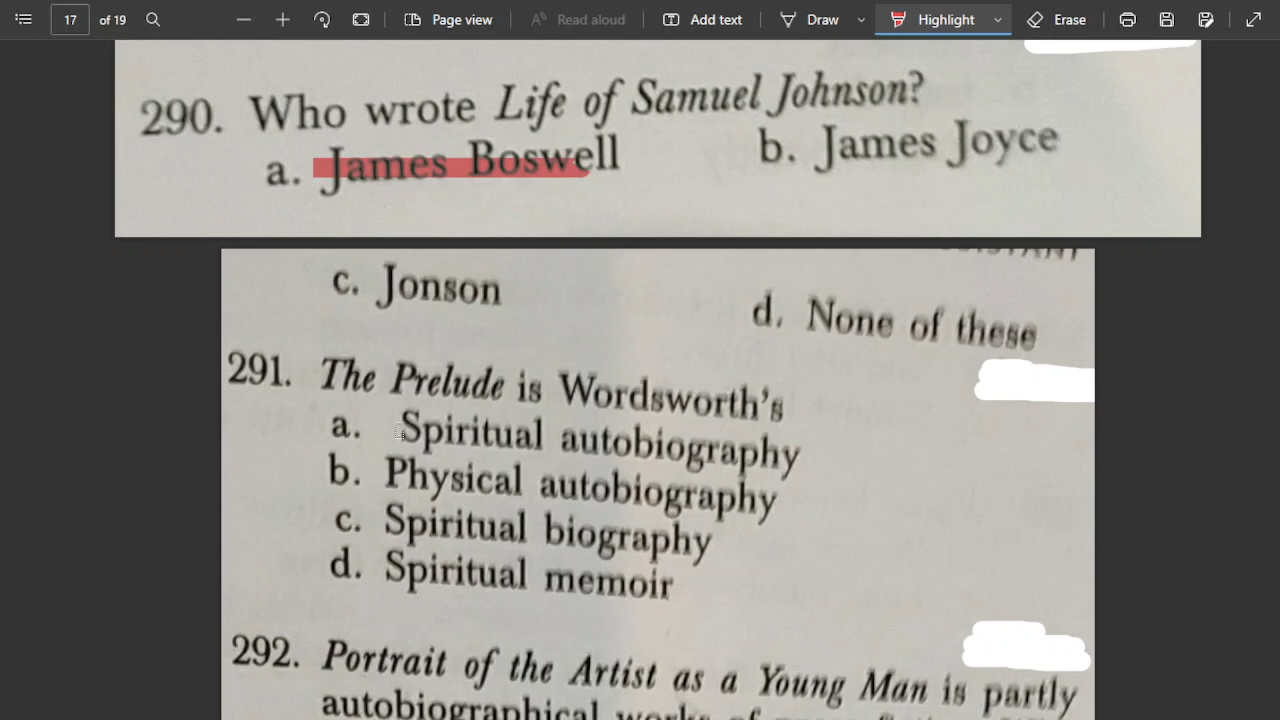 17 of 19 Page view Read aloud Add text Draw Highlight Erase
290. Who wrote Life of Samuel Johnson?
a. James Boswell b. James Joyce
c. Jonson d. None of these
291. The Prelude is Wordsworth's
a. Spiritual autobiography
b. Physical autobiography
c. Spiritual biography
d. Spiritual memoir
292. Portrait of the Artist as a Young Man is partly
autobiographical works of